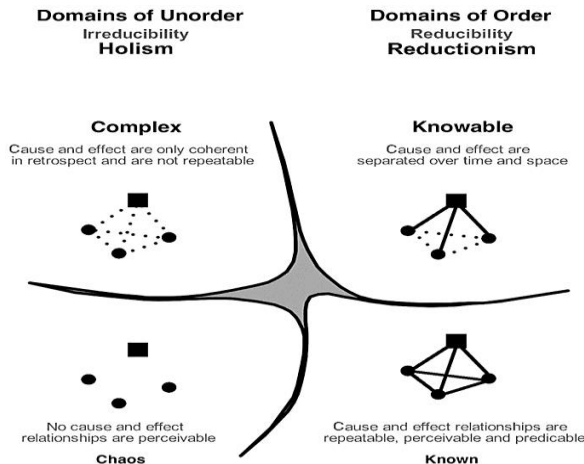 Domains of Unorder
Irreducibility
Holism
Domains of Order
Reducibility
Reductionism
Complex
Cause and effect are only coherent
in retrospect and are not repeatable
Knowable
Cause and effect are
separated over time and space
No cause and effect
relationships are perceivable
Chaos
Cause and effect relationships are
repeatable, perceivable and predicable
Known